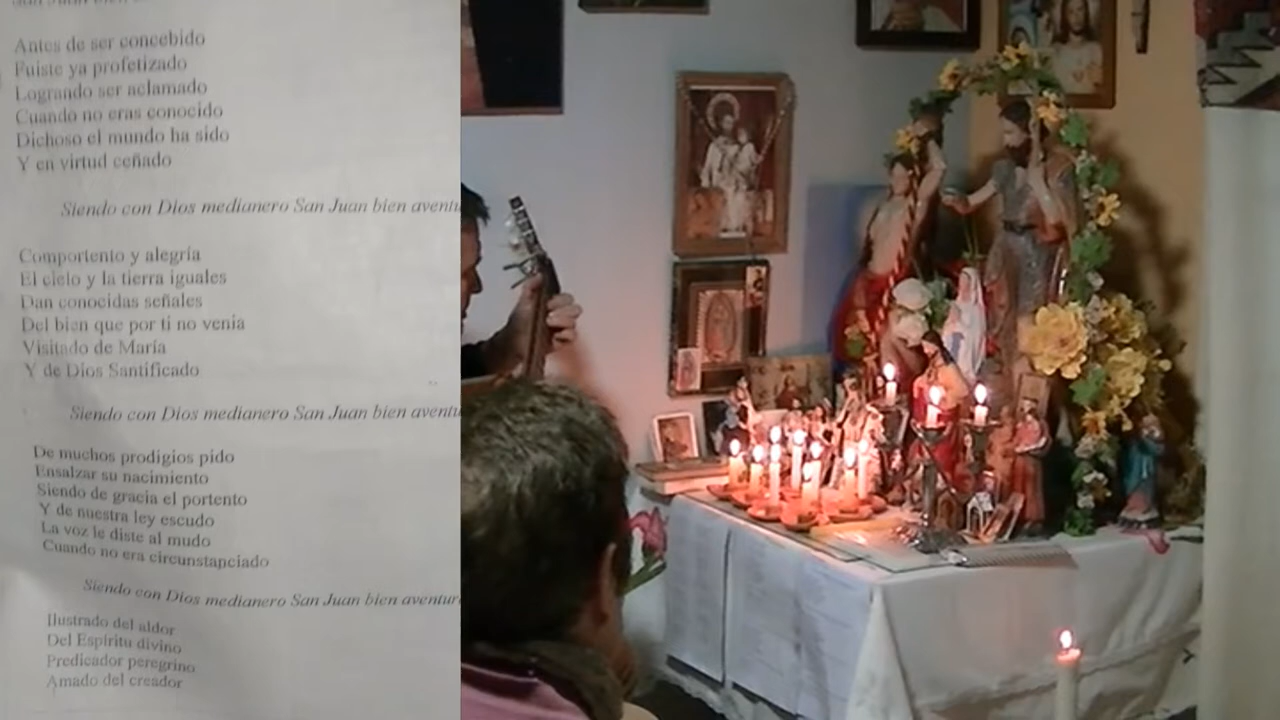 San Juan bien
Antes de ser concebido
Fuiste ya profetizado
Logrando ser aclamado
Cuando no eras conocido
Dichoso el mundo ha sido
Y en virtud ceñado
Siendo con Dios medianero San Juan bien aventu
Comportento y alegría
El cielo y la tierra iguales
Dan conocidas señales
Del bien que por ti no venia
Visitado de María
Y de Dios Santificado
Siendo con Dios medianero San Juan bien aventu
De muchos prodigios pido
Ensalzar su nacimiento
Siendo de gracia el portento
Y de nuestra ley escudo
La voz le diste al mudo
Cuando no era circunstanciado
Siendo con Dios medianero San Juan bien aventur
Ilustrado del aldor
Del Espíritu divino
Predicador peregrino
Amado del creador